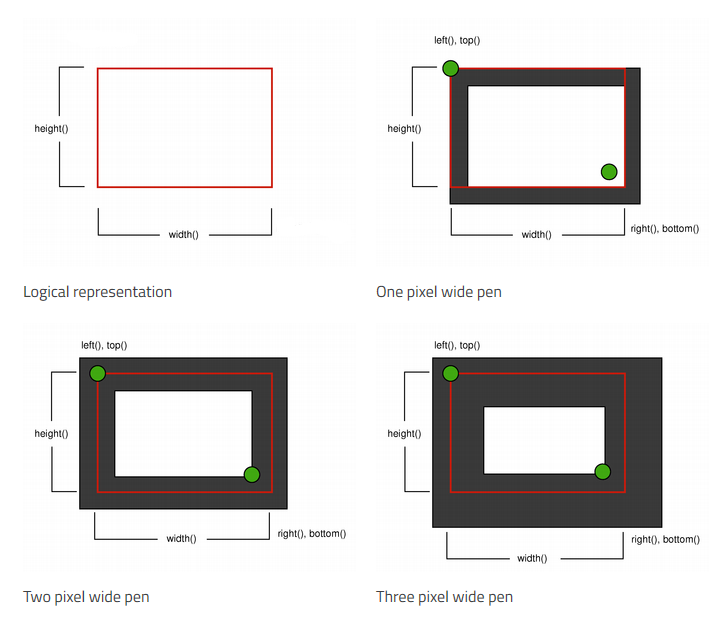 height()
width()
Logical representation
left(), top()
height()
width()
right(), bottom()
One pixel wide pen
left(), top()
height()
width()
right(), bottom()
Two pixel wide pen
left(), top()
height()
width()
right(), bottom()
Three pixel wide pen